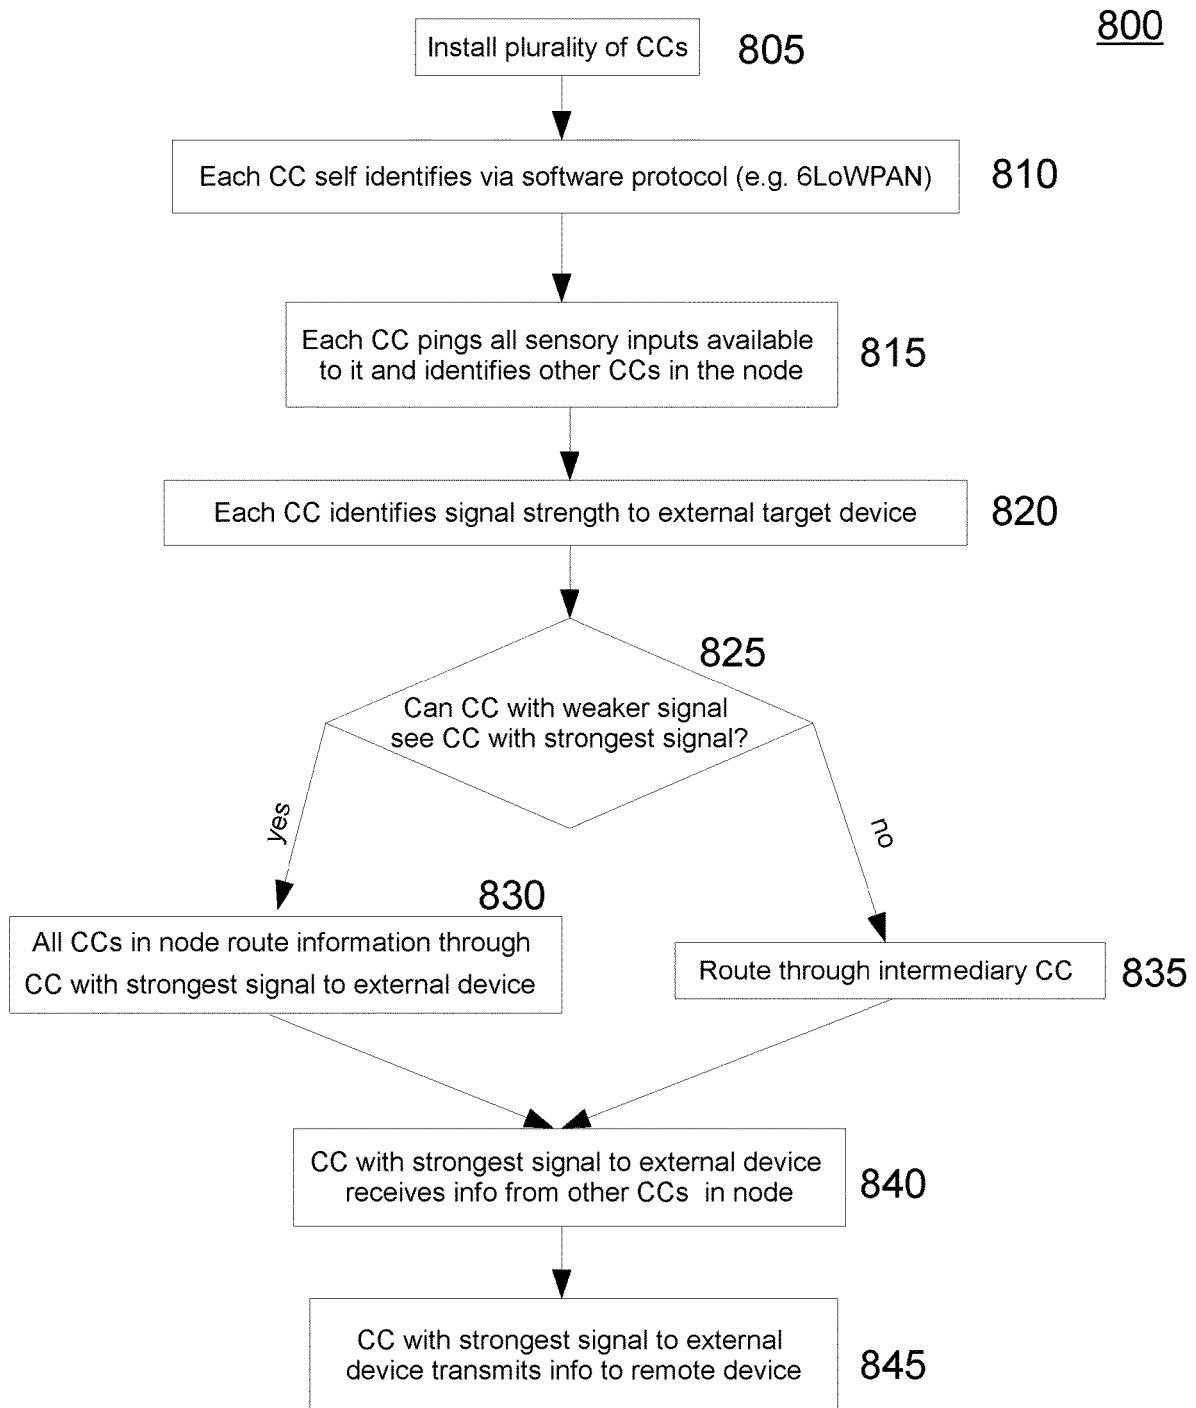 800
Install plurality of CCs
805
Each CC self identifies via software protocol (e.g. 6LoWPAN)
810
Each CC pings all sensory inputs available
to it and identifies other CCs in the node
815
Each CC identifies signal strength to external target device
820
825
Can CC with weaker signal
see CC with strongest signal?
yes
no
830
All CCs in node route information through
CC with strongest signal to external device
Route through intermediary CC
835
CC with strongest signal to external device
receives info from other CCs in node
840
CC with strongest signal to external
device transmits info to remote device
845